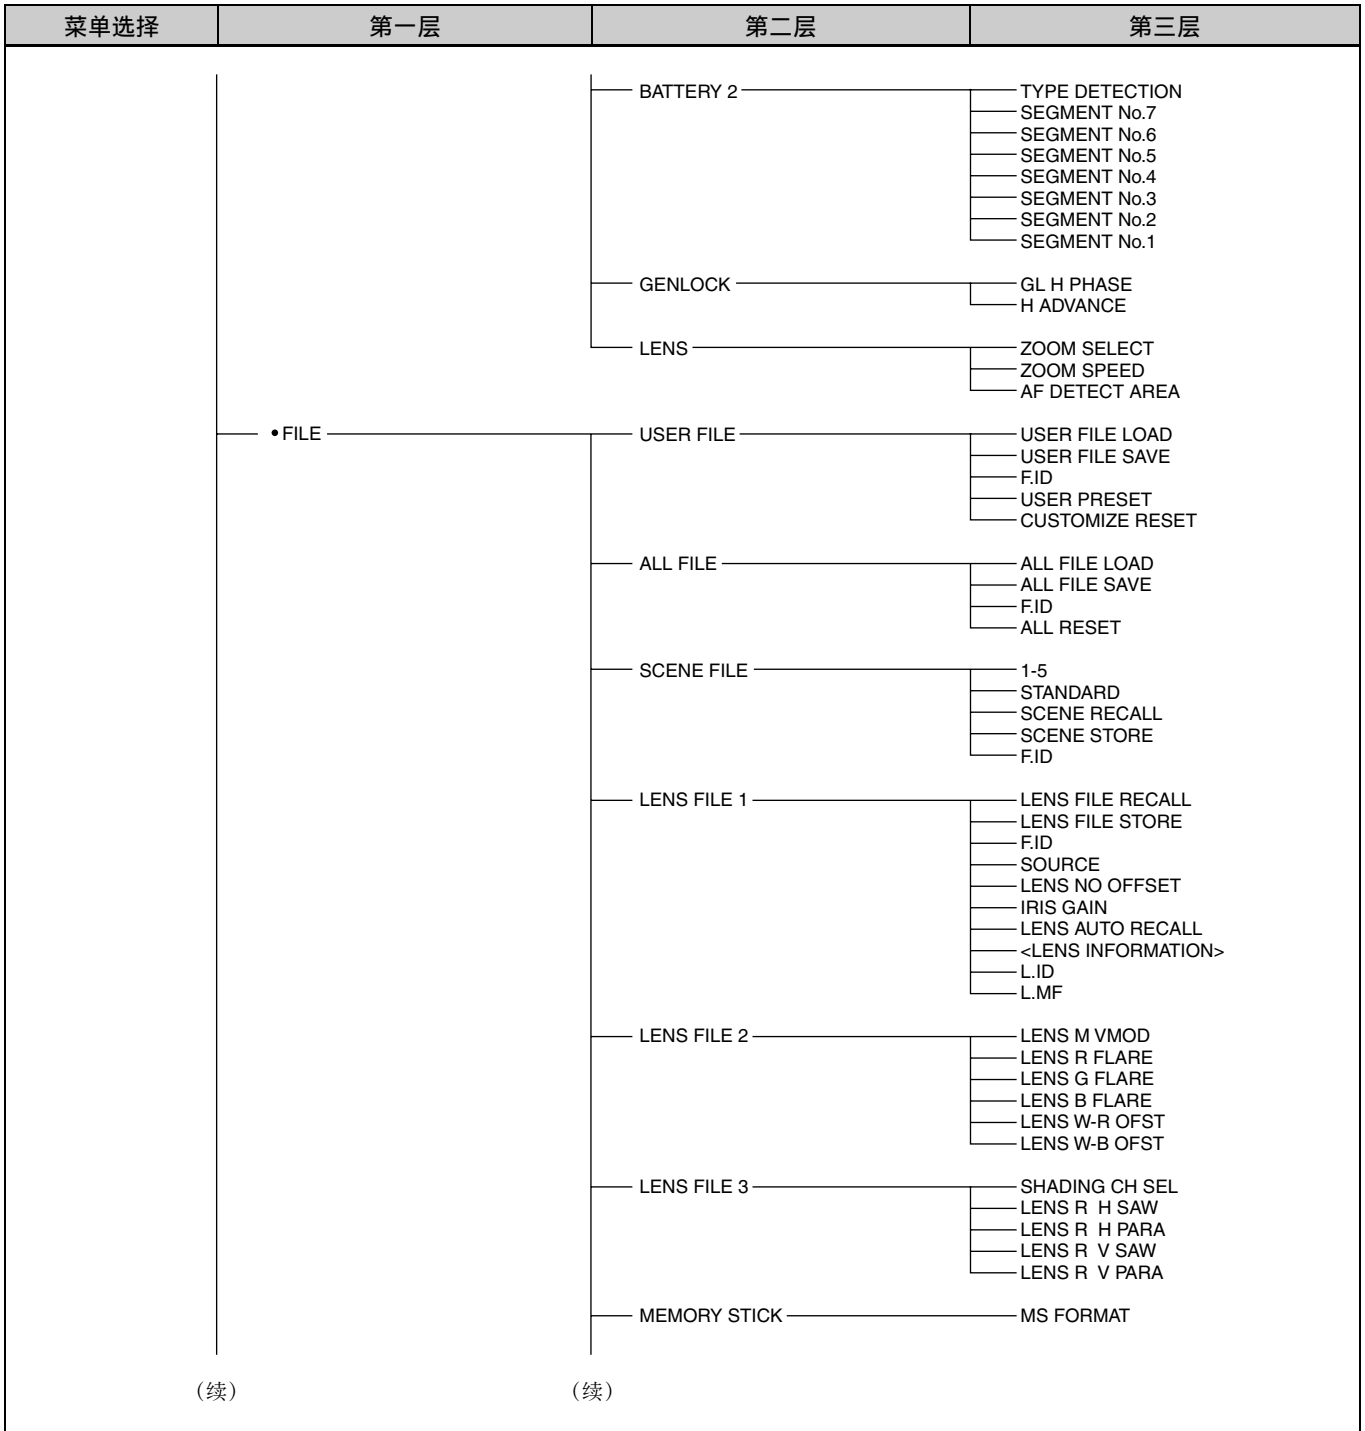 菜单选择 第一层 第二层 第三层
BATTERY 2 TYPE DETECTION
SEGMENT No.7
SEGMENT No.6
SEGMENT No.5
SEGMENT No.4
SEGMENT No.3
SEGMENT No.2
SEGMENT No.1
GENLOCK GL H PHASE
H ADVANCE
LENS ZOOM SELECT
ZOOM SPEED
AF DETECT AREA
•FILE USER FILE USER FILE LOAD
USER FILE SAVE
F.ID
USER PRESET
CUSTOMIZE RESET
ALL FILE ALL FILE LOAD
ALL FILE SAVE
F.ID
ALL RESET
SCENE FILE 1-5
STANDARD
SCENE RECALL
SCENE STORE
F.ID
LENS FILE 1 LENS FILE RECALL
LENS FILE STORE
F.ID
SOURCE
LENS NO OFFSET
IRIS GAIN
LENS AUTO RECALL
<LENS INFORMATION>
L.ID
L.MF
LENS FILE 2 LENS M VMOD
LENS R FLARE
LENS G FLARE
LENS B FLARE
LENS W-R OFST
LENS W-B OFST
LENS FILE 3 SHADING CH SEL
LENS R H SAW
LENS R H PARA
LENS R V SAW
LENS R V PARA
MEMORY STICK MS FORMAT
(续) (续)